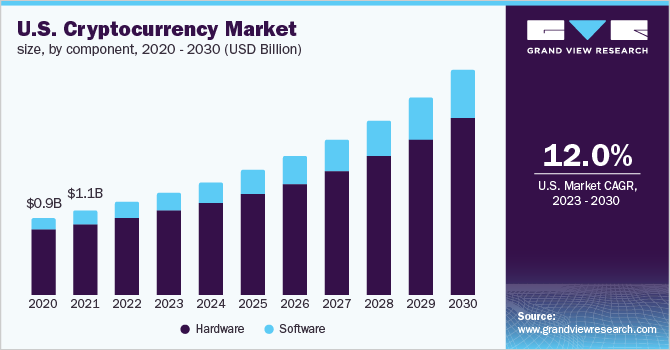 U.S. Cryptocurrency Market
size, by component, 2020 - 2030 (USD Billion)
$0.9B
$1.1B
2020 2021 2022 2023 2024 2025 2026 2027 2028 2029 2030
Hardware Software
GRAND VIEW RESEARCH
12.0%
U.S. Market CAGR,
2023 - 2030
Source:
www.grandviewresearch.com